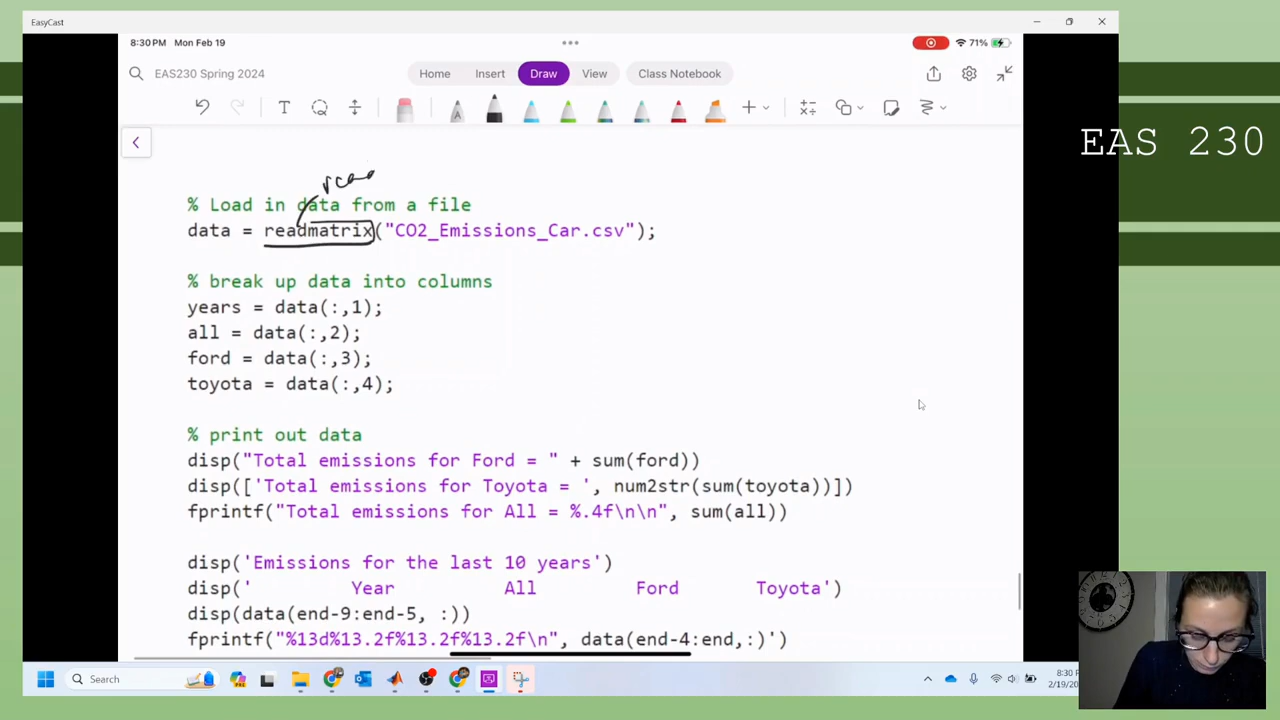 EasyCast
8:30 PM Mon Feb 19
71%
EAS230 Spring 2024
Home Insert Draw View Class Notebook
EAS 230
% Load in data from a file
data = readmatrix("CO2_Emissions_Car.csv");
% break up data into columns
years = data(:,1);
all = data(:,2);
ford = data(:,3);
toyota = data(:,4);
% print out data
disp("Total emissions for Ford = " + sum(ford))
disp(['Total emissions for Toyota = ', num2str(sum(toyota))])
fprintf("Total emissions for All = %.4f\n\n", sum(all))
disp('Emissions for the last 10 years')
disp(' Year All Ford Toyota')
disp(data(end-9:end-5, :))
fprintf("%13d%13.2f%13.2f%13.2f\n", data(end-4:end,:)')
Search
8:30 P
2/19/20